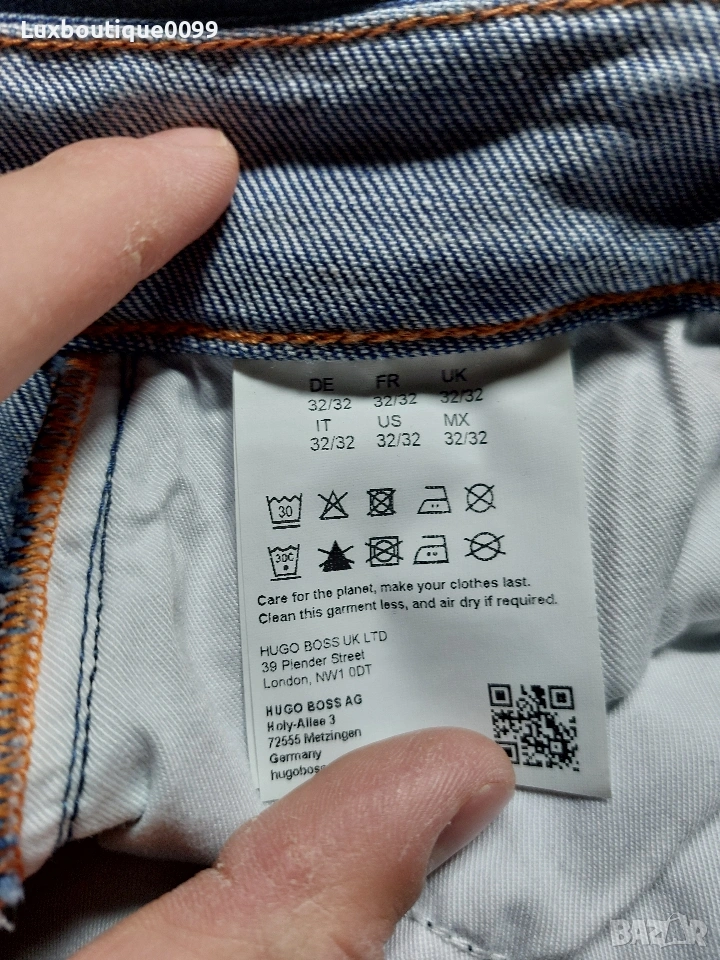 Luxboutique0099
DE FR UK
32/32 32/32 32/32
IT US MX
32/32 32/32 32/32
30
30C
Care for the planet, make your clothes last.
Clean this garment less, and air dry if required.
HUGO BOSS UK LTD
39 Plender Street
London, NW1 0DT
HUGO BOSS AG
Holy-Allee 3
72555 Metzingen
Germany
hugoboss
BAZAR